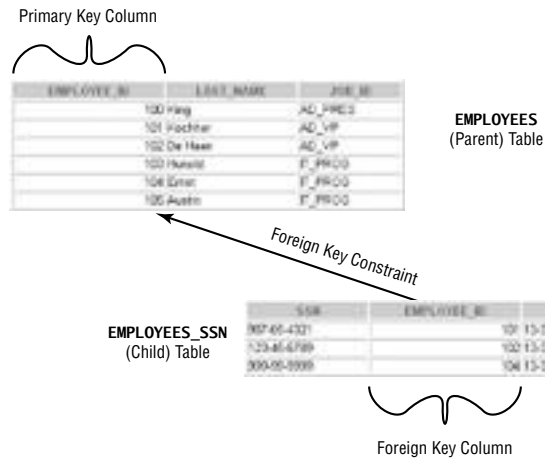 Primary Key Column
EMPLOYEE_ID LAST_NAME JOB_ID
100 King AD_PRES
101 Kochhar AD_VP
102 De Haan AD_VP
103 Hunold IT_PROG
104 Ernst IT_PROG
105 Austin IT_PROG
EMPLOYEES
(Parent) Table
Foreign Key Constraint
EMPLOYEES_SSN
(Child) Table
SSN EMPLOYEE_ID
987-65-4321 101
123-45-6789 102
999-99-9999 104
Foreign Key Column